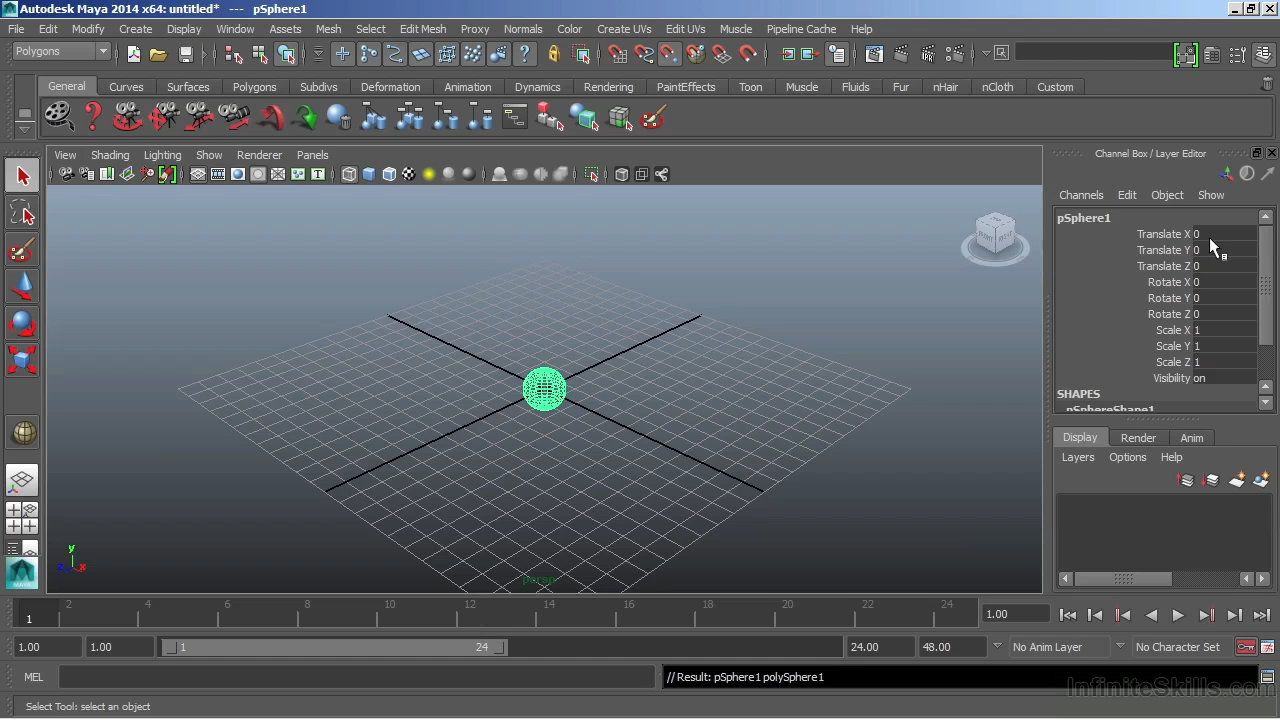 Autodesk Maya 2014 x64: untitled*   ---   pSphere1
File Edit Modify Create Display Window Assets Mesh Select Edit Mesh Proxy Normals Color Create UVs Edit UVs Muscle Pipeline Cache Help
Polygons
General Curves Surfaces Polygons Subdivs Deformation Animation Dynamics Rendering PaintEffects Toon Muscle Fluids Fur nHair nCloth Custom
View Shading Lighting Show Renderer Panels
Channel Box / Layer Editor
Channels Edit Object Show
pSphere1
Translate X 0
Translate Y 0
Translate Z 0
Rotate X 0
Rotate Y 0
Rotate Z 0
Scale X 1
Scale Y 1
Scale Z 1
Visibility on
SHAPES
pSphereShape1
Display Render Anim
Layers Options Help
y
z x
persp
MAYA
1 2 4 6 8 10 12 14 16 18 20 22 24
1.00
1.00 1.00 1 24 24.00 48.00 No Anim Layer No Character Set
MEL // Result: pSphere1 polySphere1
InfiniteSkills.com
Select Tool: select an object